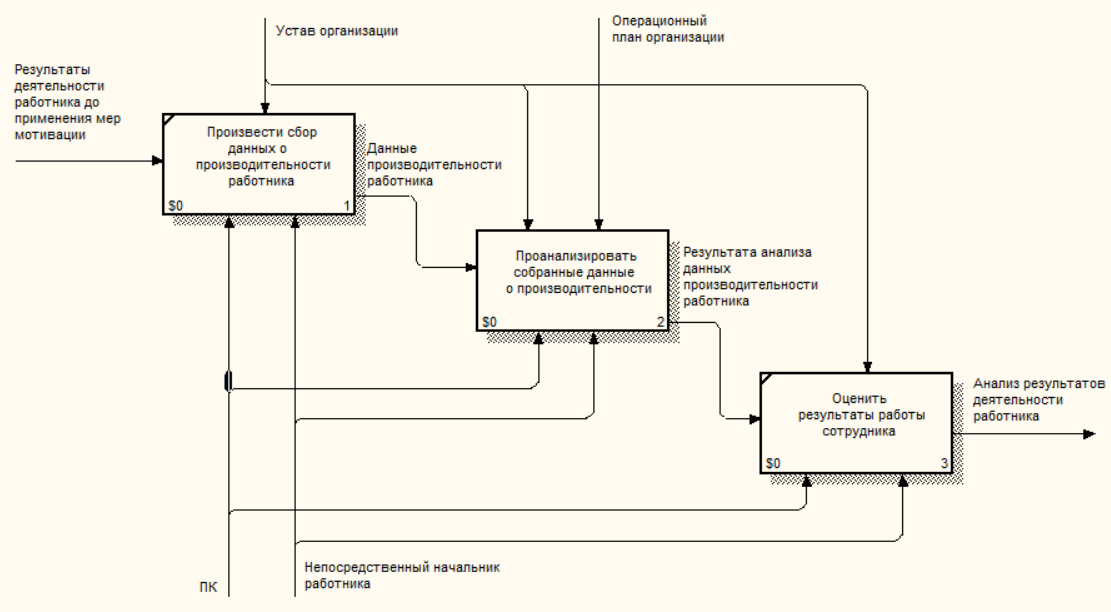 Устав организации
Операционный
план организации
Результаты
деятельности
работника до
применения мер
мотивации
Произвести сбор
данных о
производительности
работника
$0
1
Данные
производительности
работника
Проанализировать
собранные данные
о производительности
$0
2
Результата анализа
данных
производительности
работника
Оценить
результаты работы
сотрудника
$0
3
Анализ результатов
деятельности
работника
ПК
Непосредственный начальник
работника